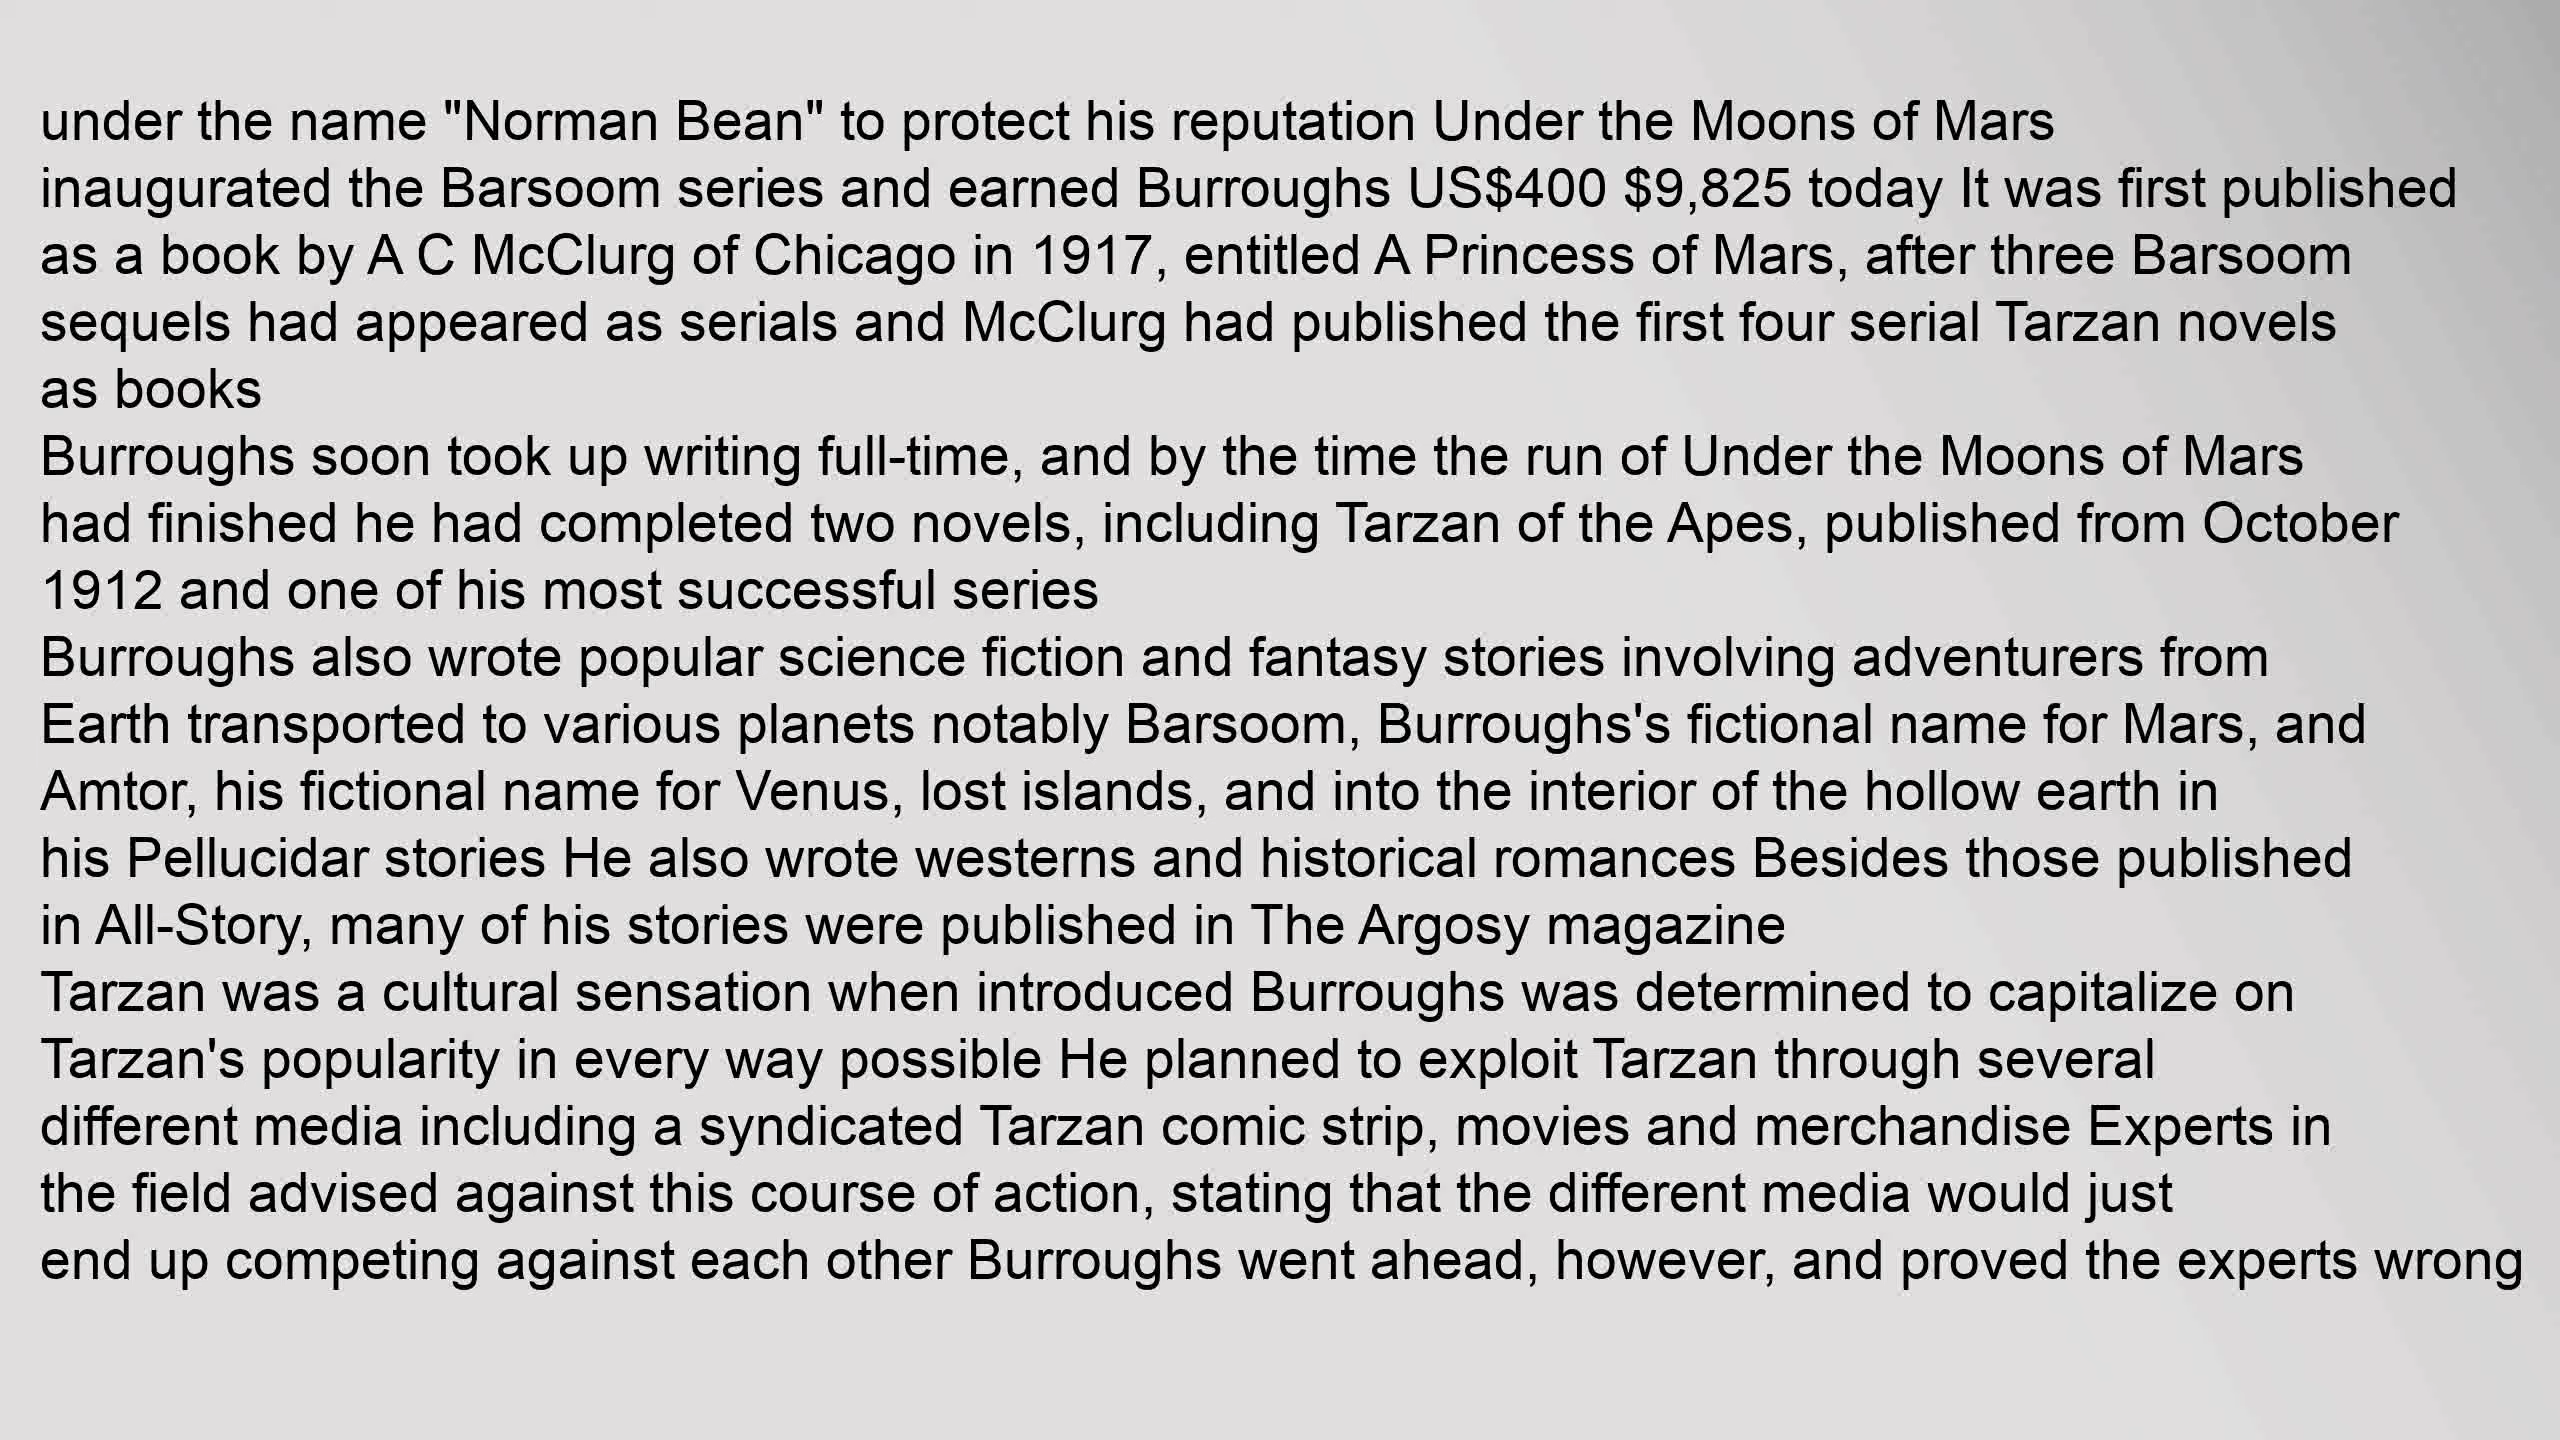 under the name "Norman Bean" to protect his reputation Under the Moons of Mars
inaugurated the Barsoom series and earned Burroughs US$400 $9,825 today It was first published
as a book by A C McClurg of Chicago in 1917, entitled A Princess of Mars, after three Barsoom
sequels had appeared as serials and McClurg had published the first four serial Tarzan novels
as books
Burroughs soon took up writing full-time, and by the time the run of Under the Moons of Mars
had finished he had completed two novels, including Tarzan of the Apes, published from October
1912 and one of his most successful series
Burroughs also wrote popular science fiction and fantasy stories involving adventurers from
Earth transported to various planets notably Barsoom, Burroughs's fictional name for Mars, and
Amtor, his fictional name for Venus, lost islands, and into the interior of the hollow earth in
his Pellucidar stories He also wrote westerns and historical romances Besides those published
in All-Story, many of his stories were published in The Argosy magazine
Tarzan was a cultural sensation when introduced Burroughs was determined to capitalize on
Tarzan's popularity in every way possible He planned to exploit Tarzan through several
different media including a syndicated Tarzan comic strip, movies and merchandise Experts in
the field advised against this course of action, stating that the different media would just
end up competing against each other Burroughs went ahead, however, and proved the experts wrong